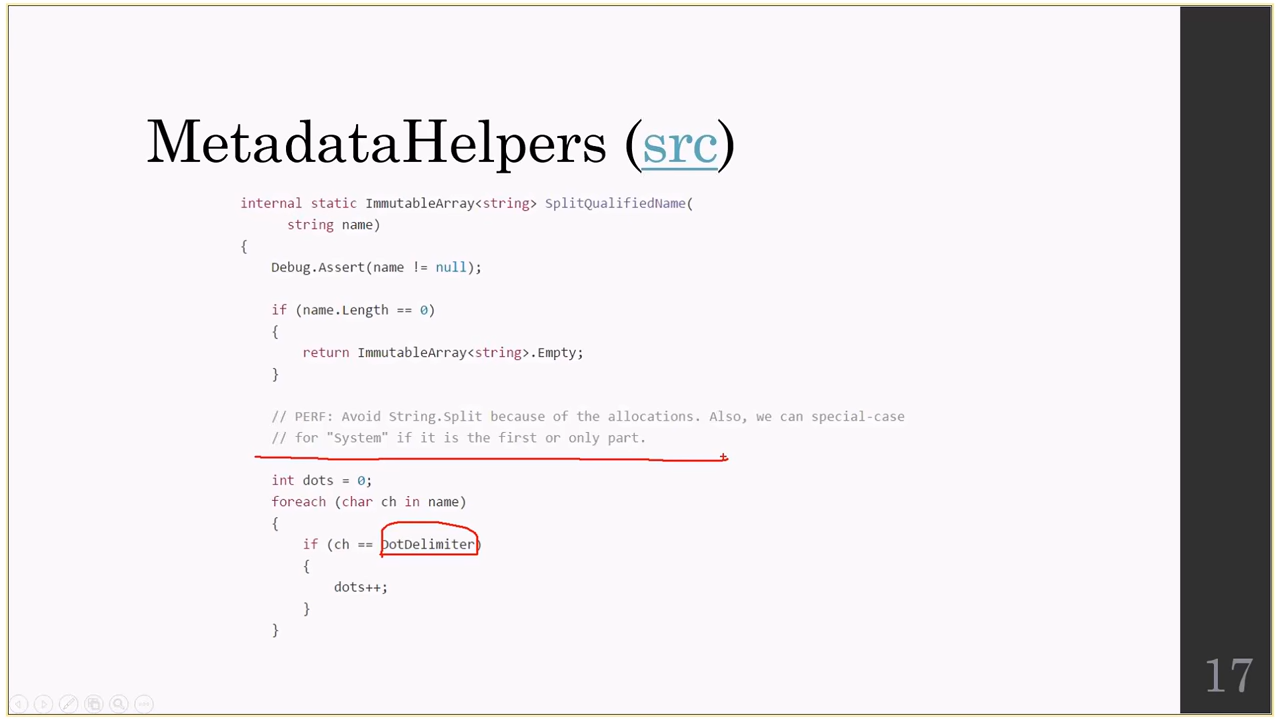 MetadataHelpers (src)
internal static ImmutableArray<string> SplitQualifiedName(
string name)
{
Debug.Assert(name != null);
if (name.Length == 0)
{
return ImmutableArray<string>.Empty;
}
// PERF: Avoid String.Split because of the allocations. Also, we can special-case
// for "System" if it is the first or only part.
int dots = 0;
foreach (char ch in name)
{
if (ch == DotDelimiter)
{
dots++;
}
}
17